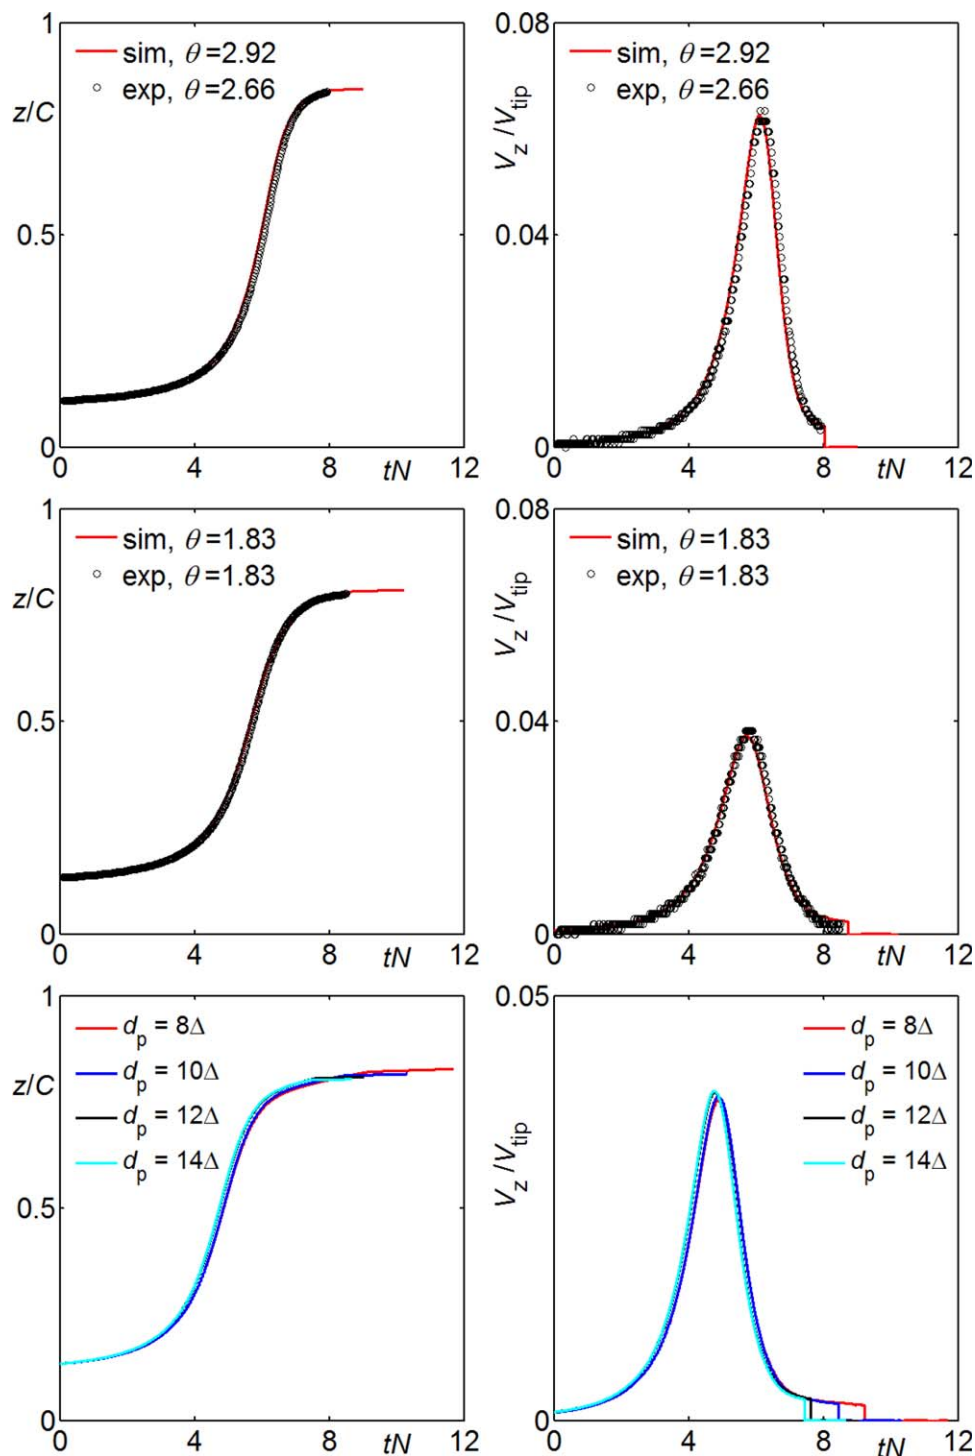 1
sim, θ=2.92
exp, θ=2.66
z/C
0.5
0
0 4 8 tN 12
0.08
sim, θ=2.92
exp, θ=2.66
V_z/V_tip
0.04
0
0 4 8 tN 12
1
sim, θ=1.83
exp, θ=1.83
z/C
0.5
0
0 4 8 tN 12
0.08
sim, θ=1.83
exp, θ=1.83
V_z/V_tip
0.04
0
0 4 8 tN 12
1
d_p = 8Δ
d_p = 10Δ
d_p = 12Δ
d_p = 14Δ
z/C
0.5
0
0 4 8 tN 12
0.05
d_p = 8Δ
d_p = 10Δ
d_p = 12Δ
d_p = 14Δ
V_z/V_tip
0
0 4 8 tN 12